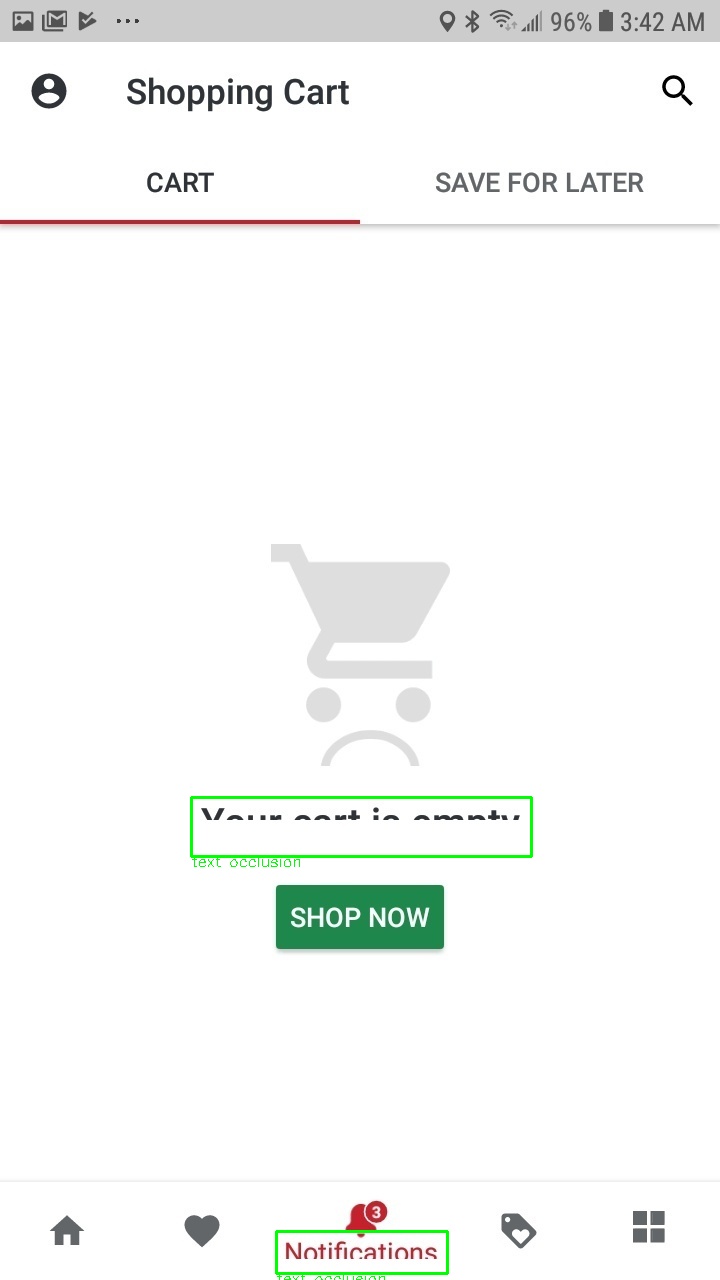 96% 3:42 AM
Shopping Cart
CART SAVE FOR LATER
Your cart is empty
text occlusion
SHOP NOW
3
Notifications
text occlusion